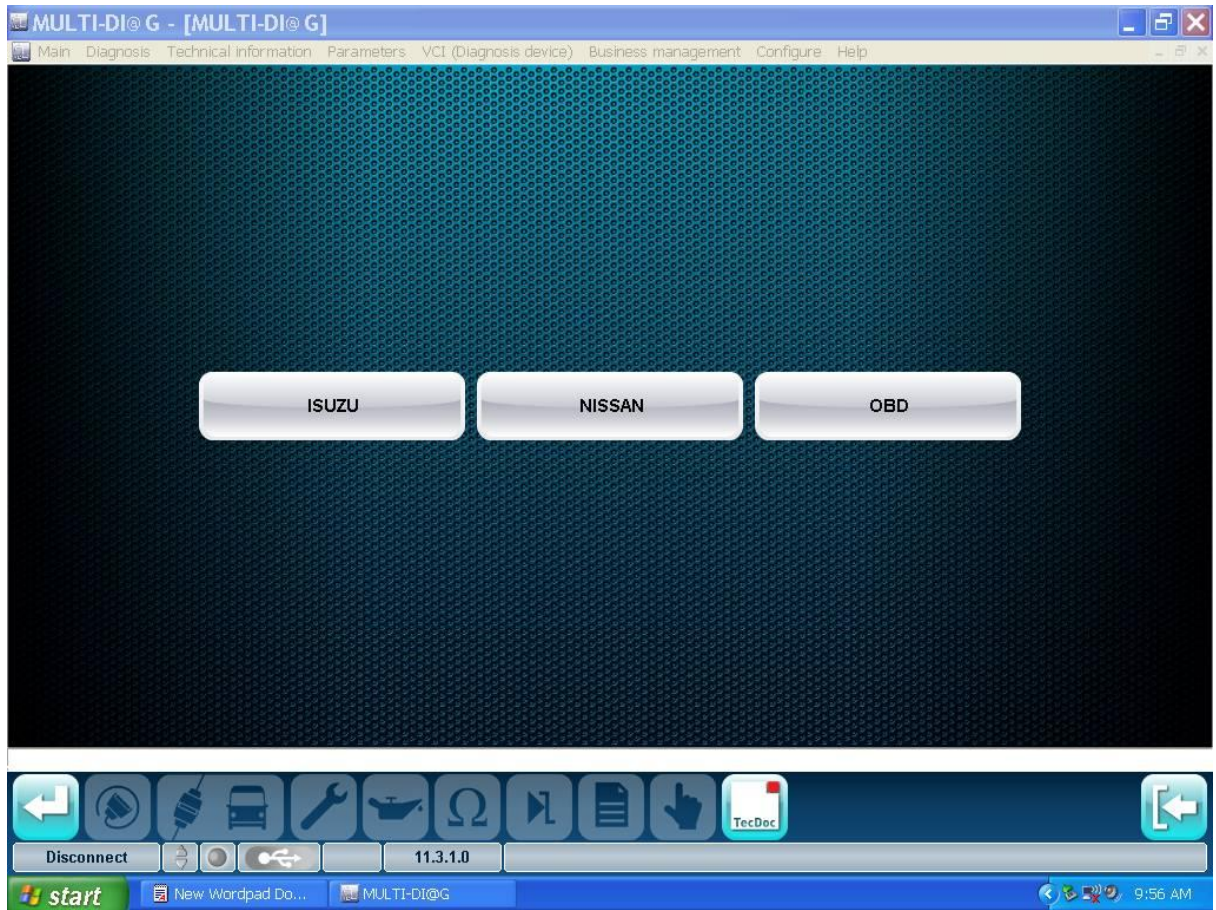 MULTI-DI@G - [MULTI-DI@G]
Main Diagnosis Technical information Parameters VCI (Diagnosis device) Business management Configure Help
ISUZU NISSAN OBD
TecDoc
Disconnect 11.3.1.0
start New Wordpad Do... MULTI-DI@G 9:56 AM